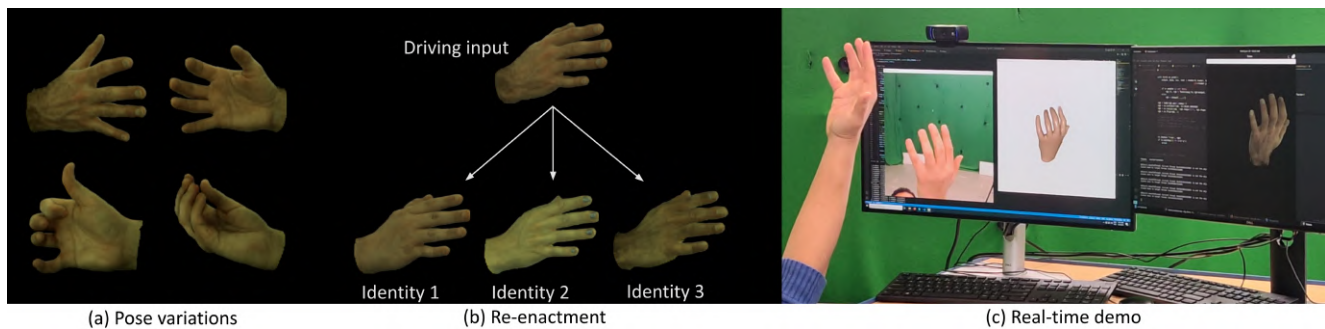 Driving input
Identity 1
Identity 2
Identity 3
(a) Pose variations
(b) Re-enactment
(c) Real-time demo